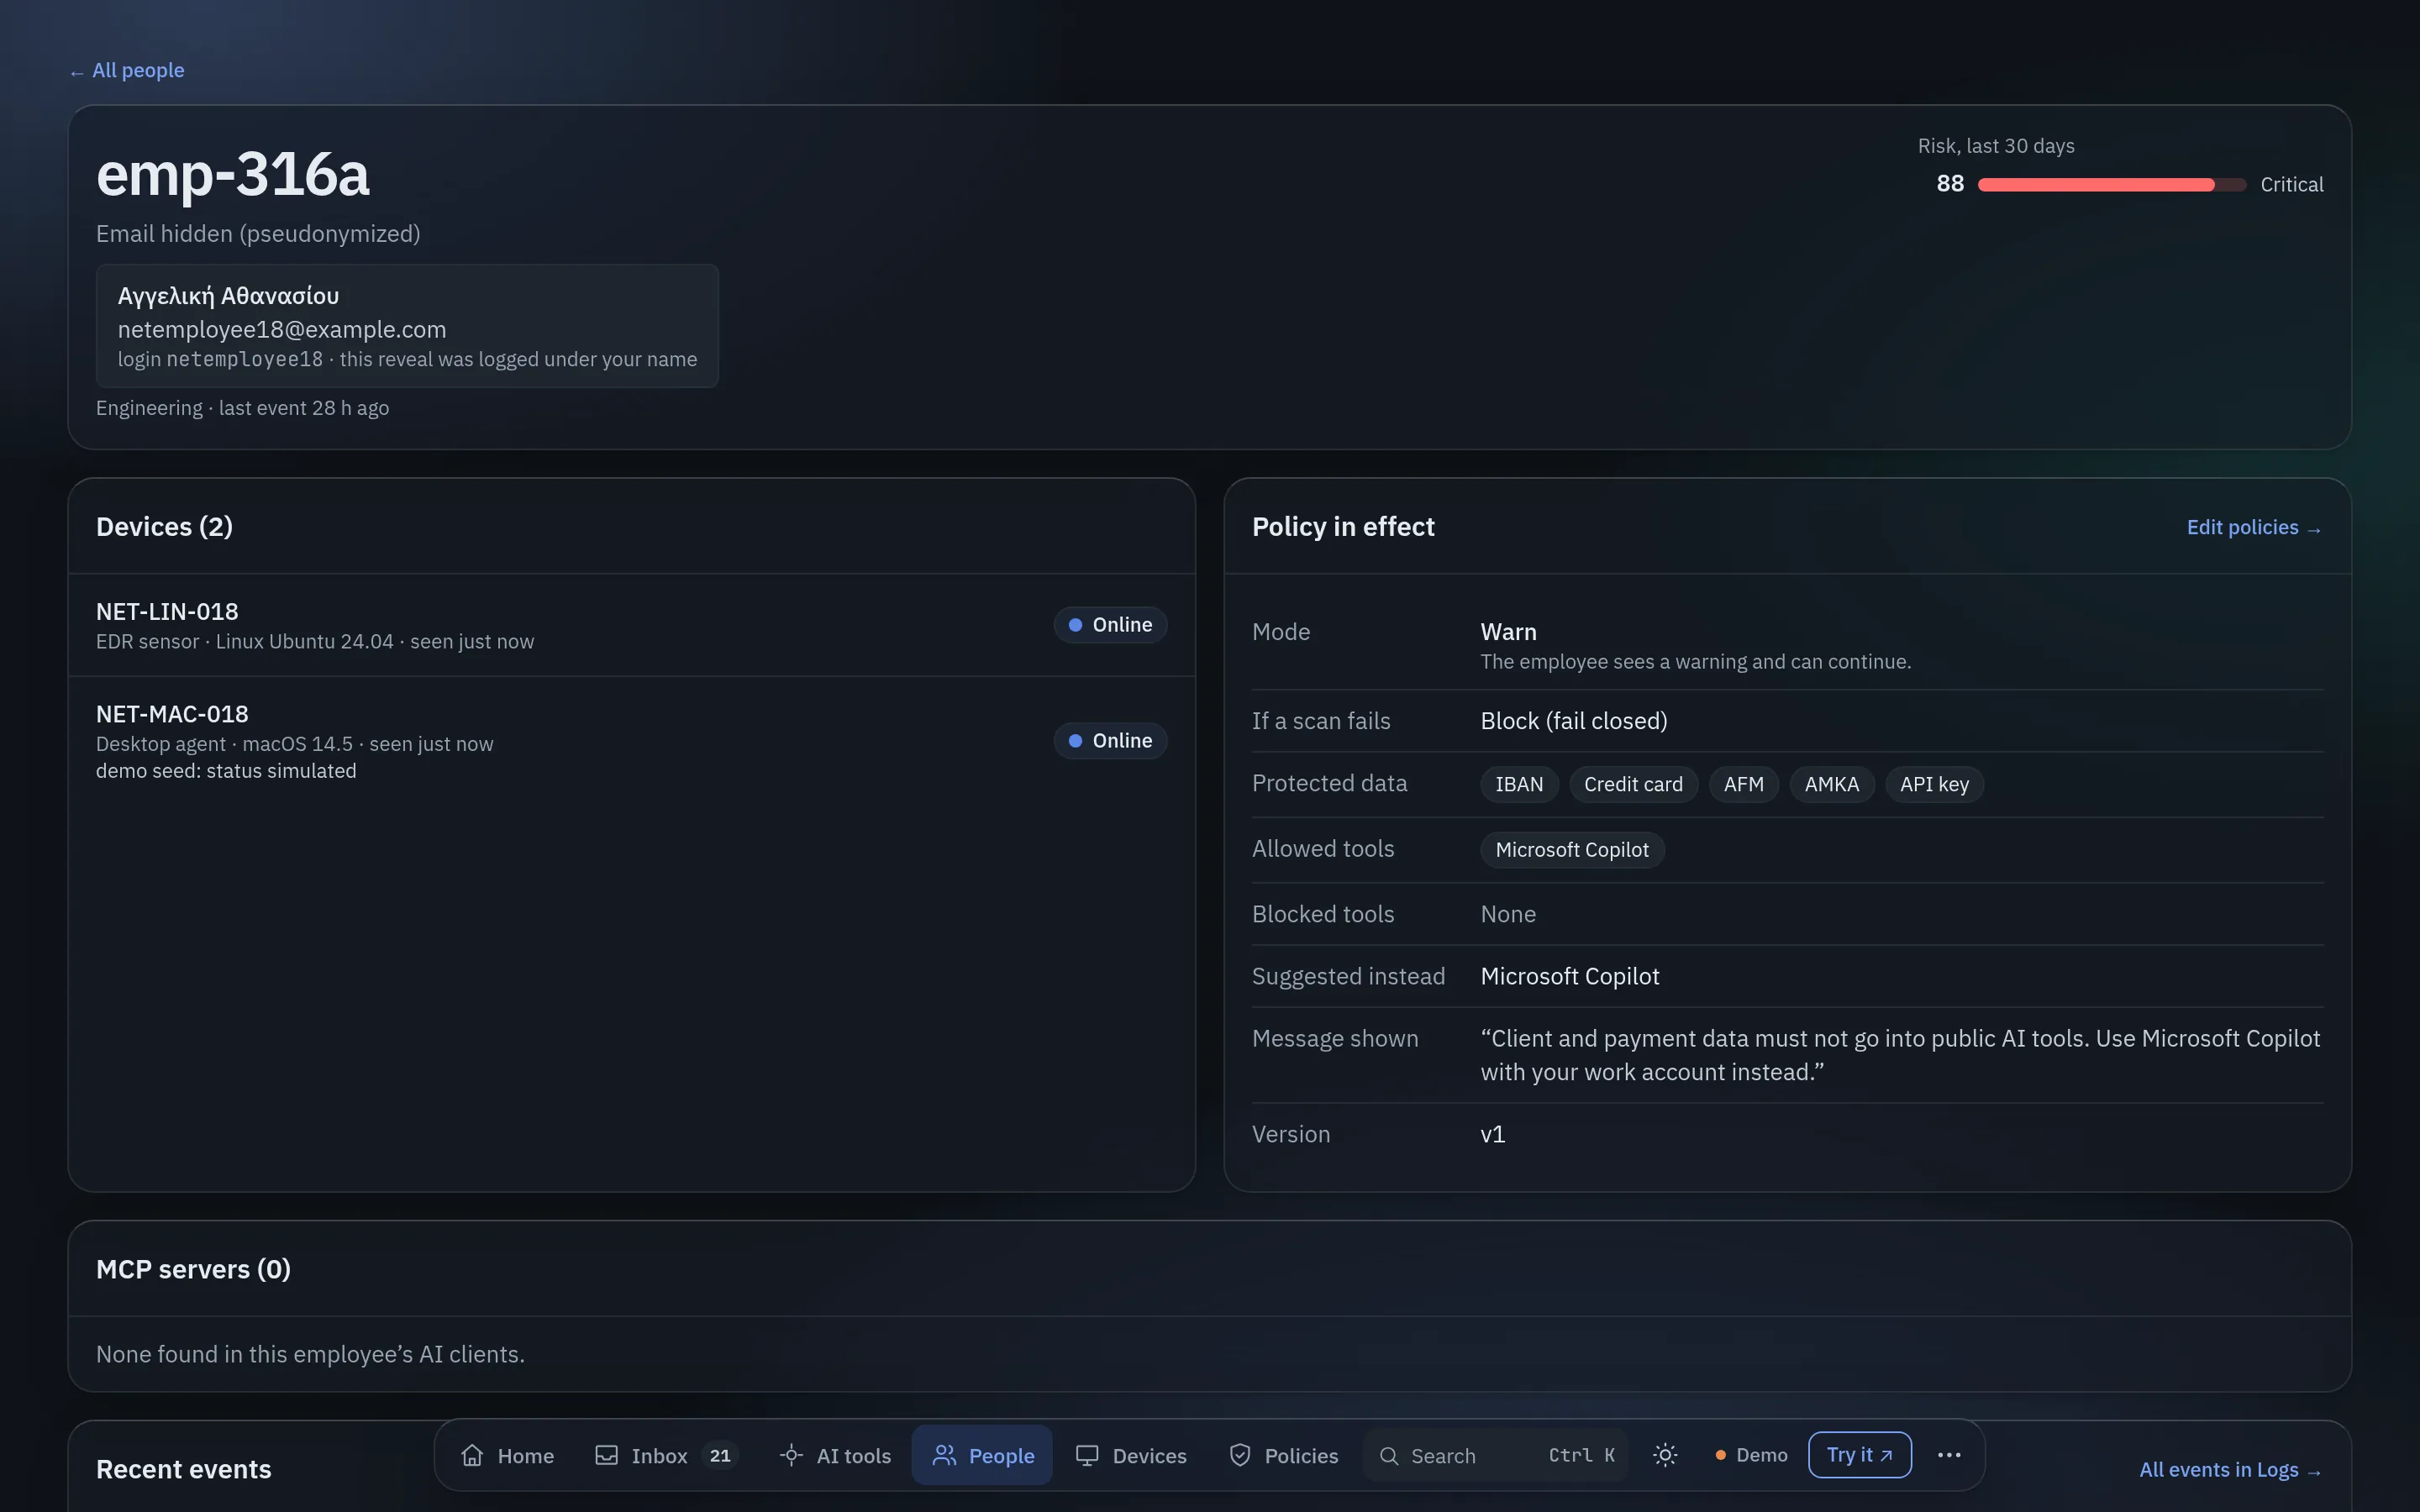 ← All people
emp-316a
Email hidden (pseudonymized)
Αγγελική Αθανασίου
netemployee18@example.com
login netemployee18 · this reveal was logged under your name
Engineering · last event 28 h ago
Risk, last 30 days
88 Critical
Devices (2)
NET-LIN-018
EDR sensor · Linux Ubuntu 24.04 · seen just now
Online
NET-MAC-018
Desktop agent · macOS 14.5 · seen just now
demo seed: status simulated
Online
Policy in effect
Edit policies →
Mode Warn
The employee sees a warning and can continue.
If a scan fails Block (fail closed)
Protected data IBAN Credit card AFM AMKA API key
Allowed tools Microsoft Copilot
Blocked tools None
Suggested instead Microsoft Copilot
Message shown “Client and payment data must not go into public AI tools. Use Microsoft Copilot
with your work account instead.”
Version v1
MCP servers (0)
None found in this employee’s AI clients.
Recent events
All events in Logs →
Home Inbox 21 AI tools People Devices Policies Search Ctrl K Demo Try it ↗ ···